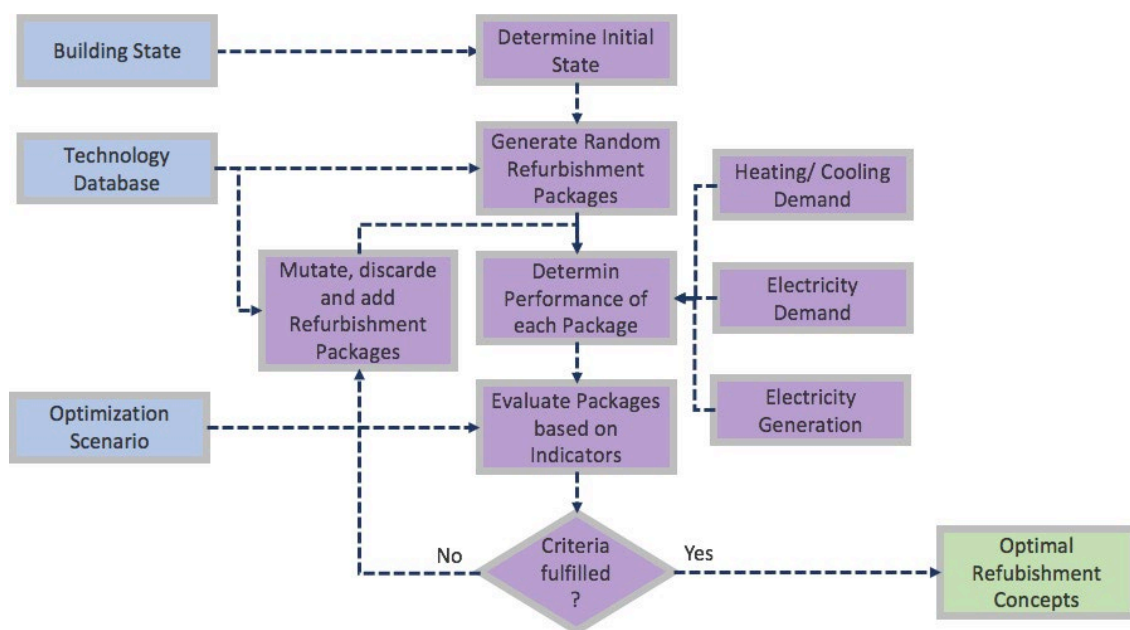 Building State
Determine Initial
State
Technology
Database
Generate Random
Refurbishment
Packages
Heating/ Cooling
Demand
Mutate, discarde
and add
Refurbishment
Packages
Determin
Performance of
each Package
Electricity
Demand
Optimization
Scenario
Evaluate Packages
based on
Indicators
Electricity
Generation
No
Criteria
fulfilled
?
Yes
Optimal
Refubishment
Concepts